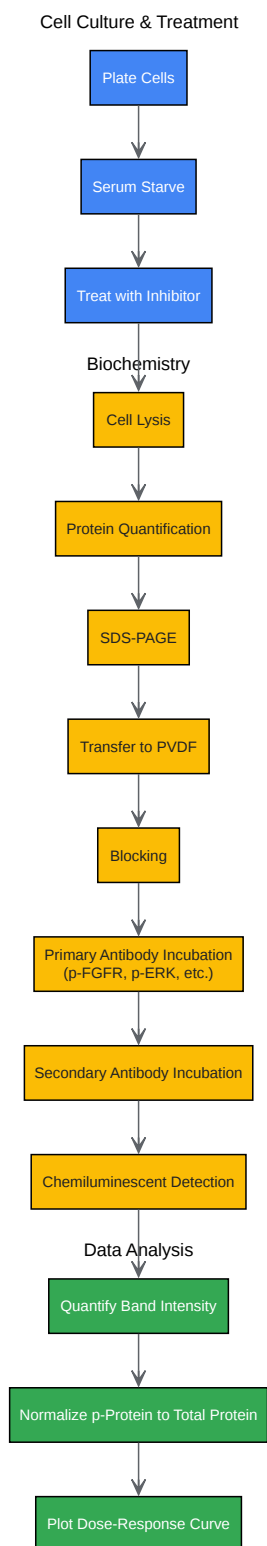 Cell Culture & Treatment
Plate Cells
Serum Starve
Treat with Inhibitor
Biochemistry
Cell Lysis
Protein Quantification
SDS-PAGE
Transfer to PVDF
Blocking
Primary Antibody Incubation
(p-FGFR, p-ERK, etc.)
Secondary Antibody Incubation
Chemiluminescent Detection
Data Analysis
Quantify Band Intensity
Normalize p-Protein to Total Protein
Plot Dose-Response Curve